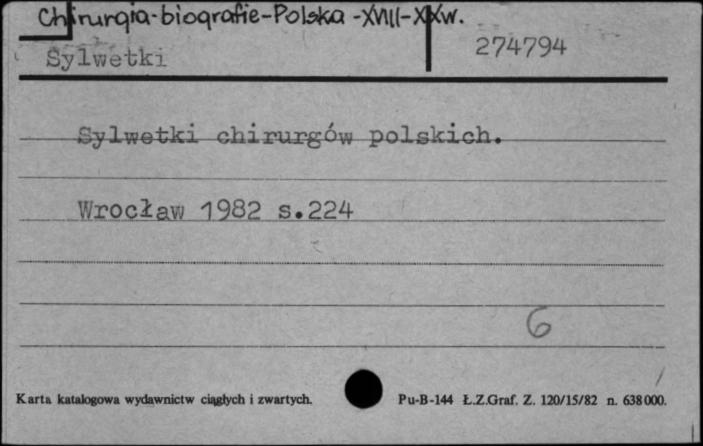 Chirurgia-biografie-Polska-XVIII-XXw.
Sylwetki 274794
Sylwetki chirurgów polskich.
Wrocław 1982 s.224
6
Karta katalogowa wydawnictw ciągłych i zwartych. Pu-B-144 Ł.Z.Graf. Z. 120/15/82 n. 638000.